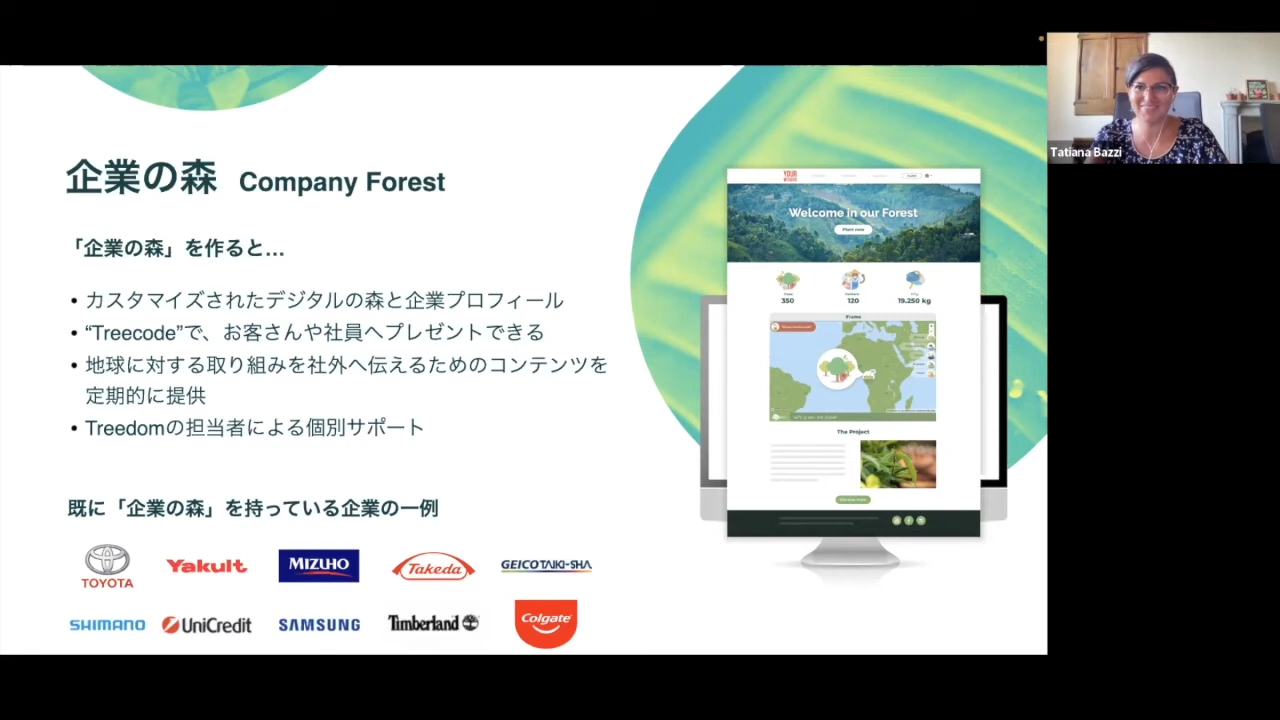 Tatiana Bazzi
企業の森 Company Forest
「企業の森」を作ると…
• カスタマイズされたデジタルの森と企業プロフィール
• “Treecode”で、お客さんや社員へプレゼントできる
• 地球に対する取り組みを社外へ伝えるためのコンテンツを
定期的に提供
• Treedomの担当者による個別サポート
既に「企業の森」を持っている企業の一例
TOYOTA Yakult MIZUHO Takeda GEICO TAIKI-SHA
SHIMANO UniCredit SAMSUNG Timberland Colgate
YOUR
Welcome in our Forest
Plant now
350 120 19.250 kg
The Project